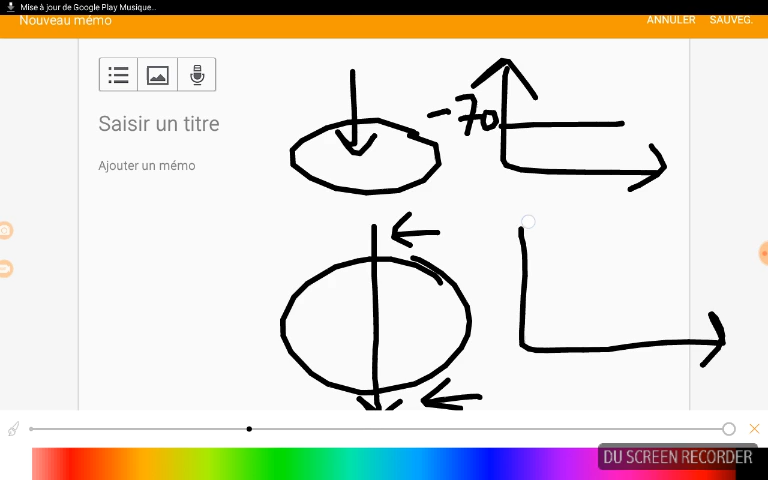 Mise à jour de Google Play Musique...
Nouveau mémo
ANNULER SAUVEG.
Saisir un titre
Ajouter un mémo
-70
DU SCREEN RECORDER